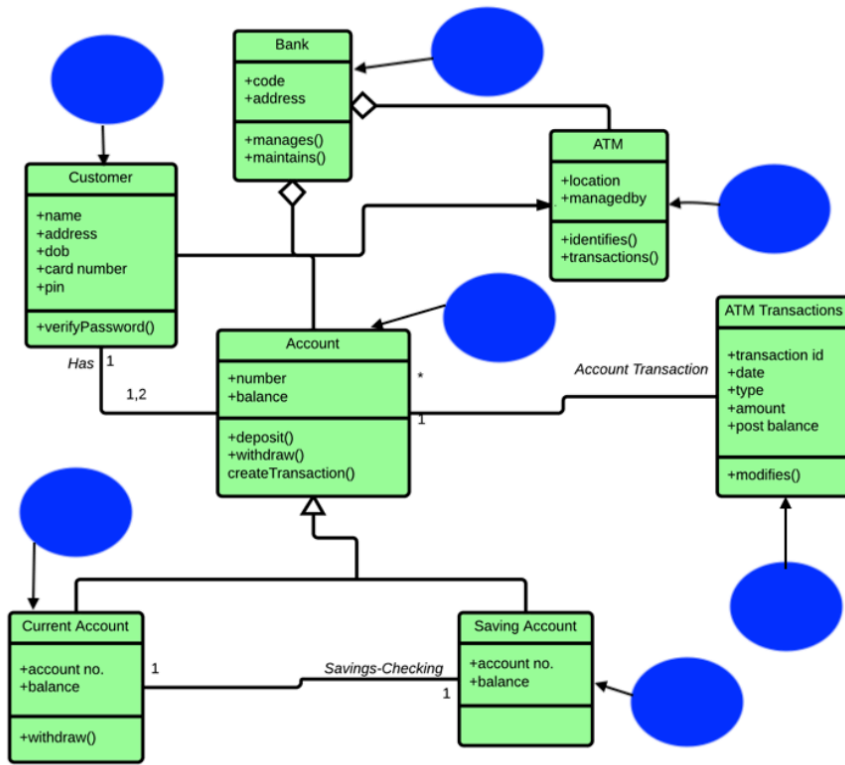 Bank
+code
+address
+manages()
+maintains()
ATM
+location
+managedby
+identifies()
+transactions()
Customer
+name
+address
+dob
+card number
+pin
+verifyPassword()
Has
1
1,2
Account
+number
+balance
+deposit()
+withdraw()
createTransaction()
*
1
Account Transaction
ATM Transactions
+transaction id
+date
+type
+amount
+post balance
+modifies()
Current Account
+account no.
+balance
+withdraw()
1
Savings-Checking
1
Saving Account
+account no.
+balance